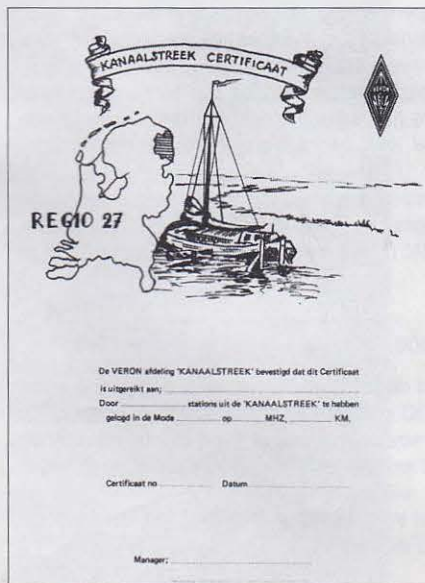 KANAALSTREEK CERTIFICAAT
VERON
REGIO 27
De VERON afdeling 'KANAALSTREEK' bevestigd dat dit Certificaat
is uitgereikt aan;
Door stations uit de 'KANAALSTREEK' te hebben
gelogd in de Mode op MHZ, KM.
Certificaat no Datum
Manager;